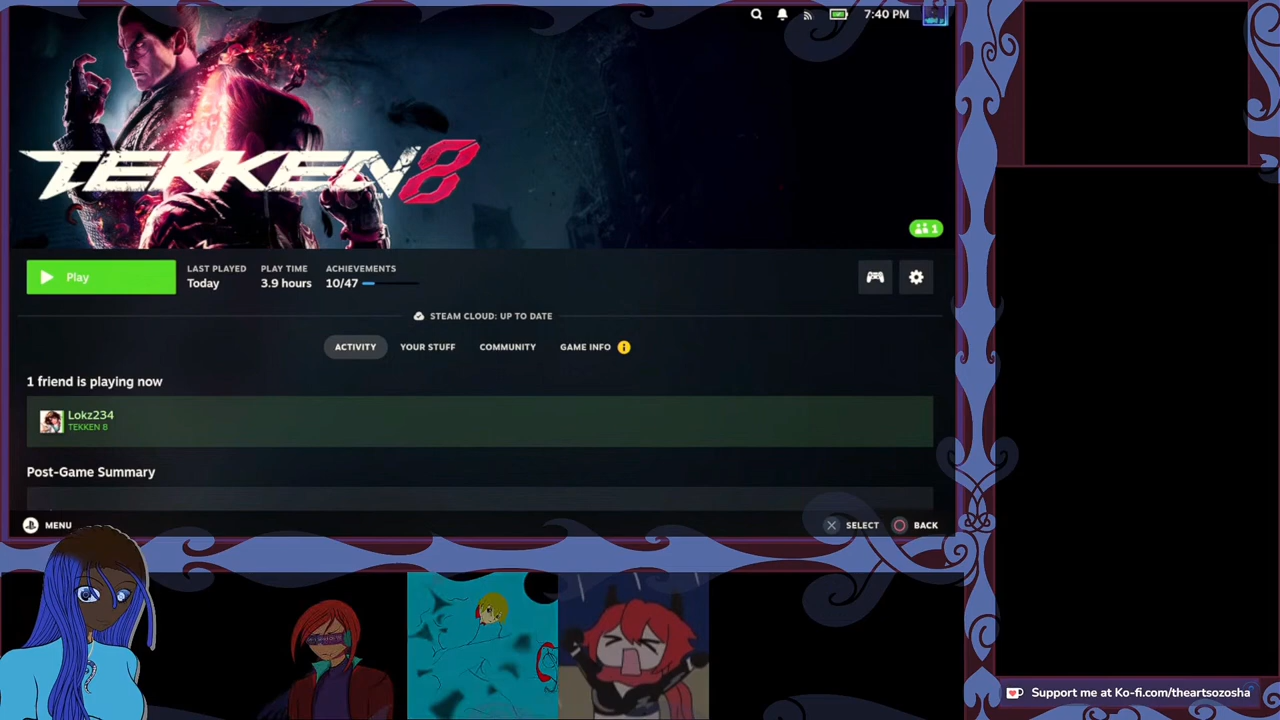 7:40 PM
TEKKEN 8
1
Play
LAST PLAYED
Today
PLAY TIME
3.9 hours
ACHIEVEMENTS
10/47
STEAM CLOUD: UP TO DATE
ACTIVITY
YOUR STUFF
COMMUNITY
GAME INFO
1 friend is playing now
Lokz234
TEKKEN 8
Post-Game Summary
MENU
SELECT
BACK
Support me at Ko-fi.com/theartsozosha